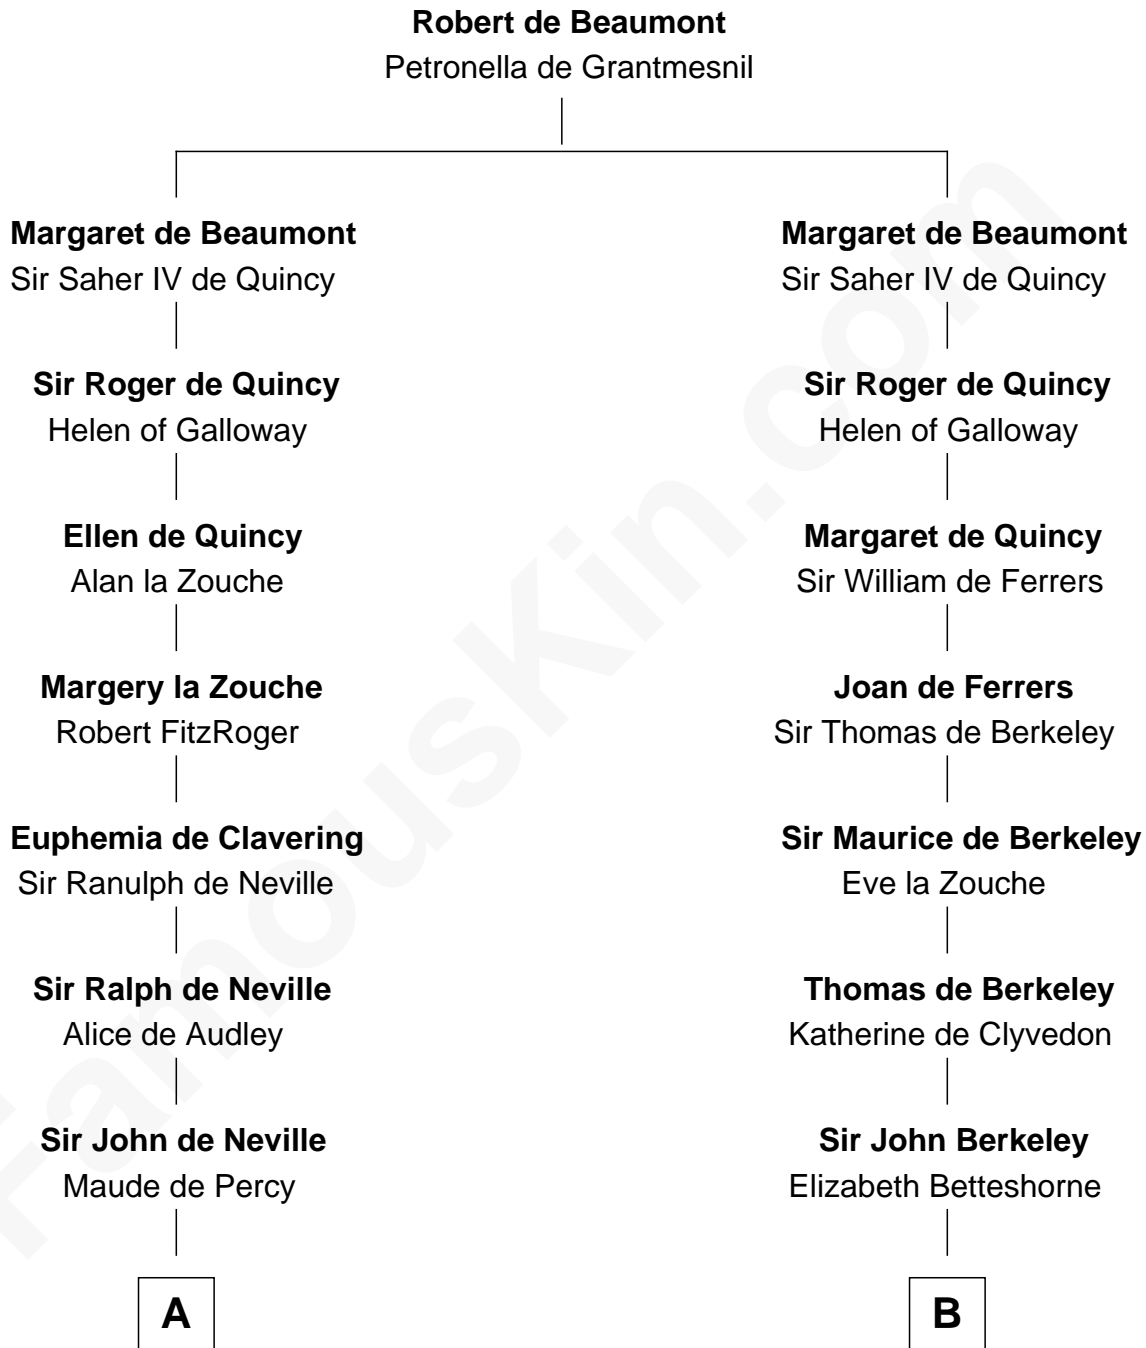 Robert de Beaumont
Petronella de Grantmesnil
Margaret de Beaumont
Sir Saher IV de Quincy
Sir Roger de Quincy
Helen of Galloway
Ellen de Quincy
Alan la Zouche
Margery la Zouche
Robert FitzRoger
Euphemia de Clavering
Sir Ranulph de Neville
Sir Ralph de Neville
Alice de Audley
Sir John de Neville
Maude de Percy
A
Margaret de Beaumont
Sir Saher IV de Quincy
Sir Roger de Quincy
Helen of Galloway
Margaret de Quincy
Sir William de Ferrers
Joan de Ferrers
Sir Thomas de Berkeley
Sir Maurice de Berkeley
Eve la Zouche
Thomas de Berkeley
Katherine de Clyvedon
Sir John Berkeley
Elizabeth Betteshorne
B
FamousKin.com